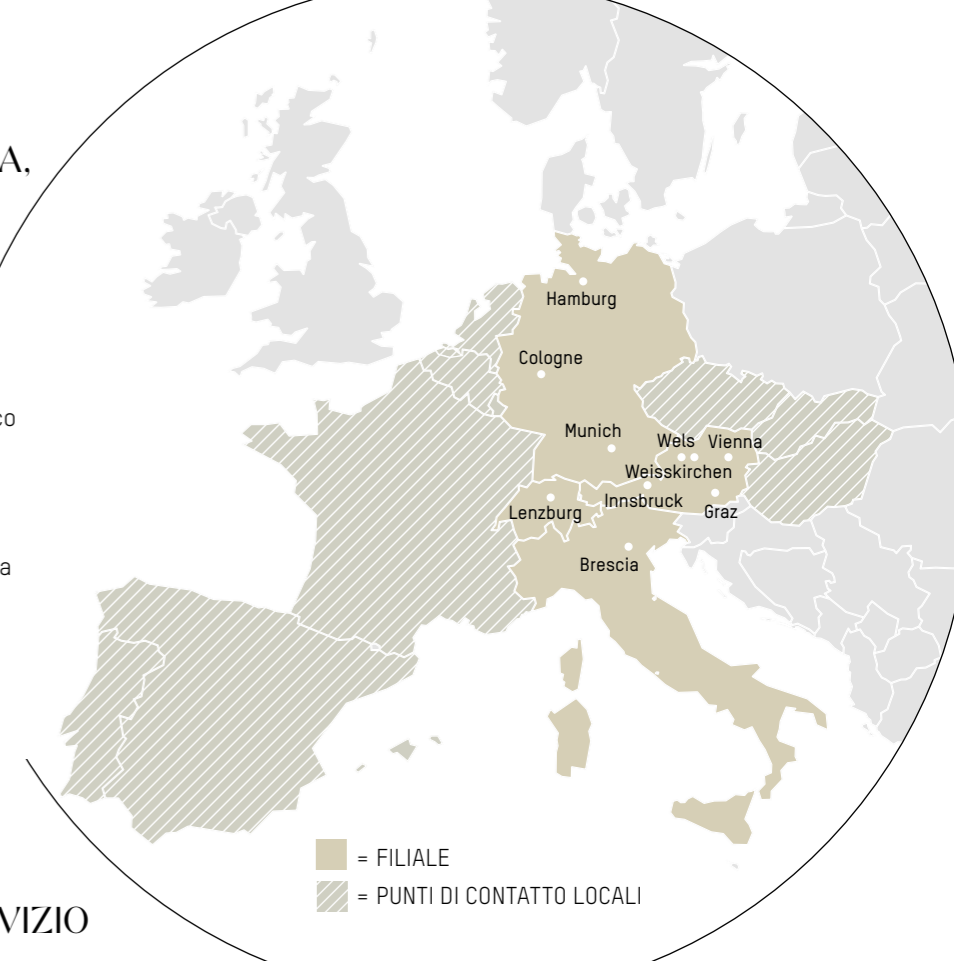 A,
Hamburg
Cologne
co
Munich
Wels Vienna
Weisskirchen
Innsbruck
Lenzburg
Graz
Brescia
a
= FILIALE
= PUNTI DI CONTATTO LOCALI
VIZIO